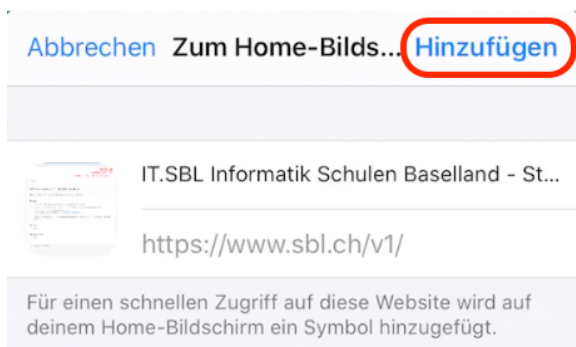 Abbrechen Zum Home-Bilds... Hinzufügen
IT.SBL Informatik Schulen Baselland - St...
https://www.sbl.ch/v1/
Für einen schnellen Zugriff auf diese Website wird auf
deinem Home-Bildschirm ein Symbol hinzugefügt.